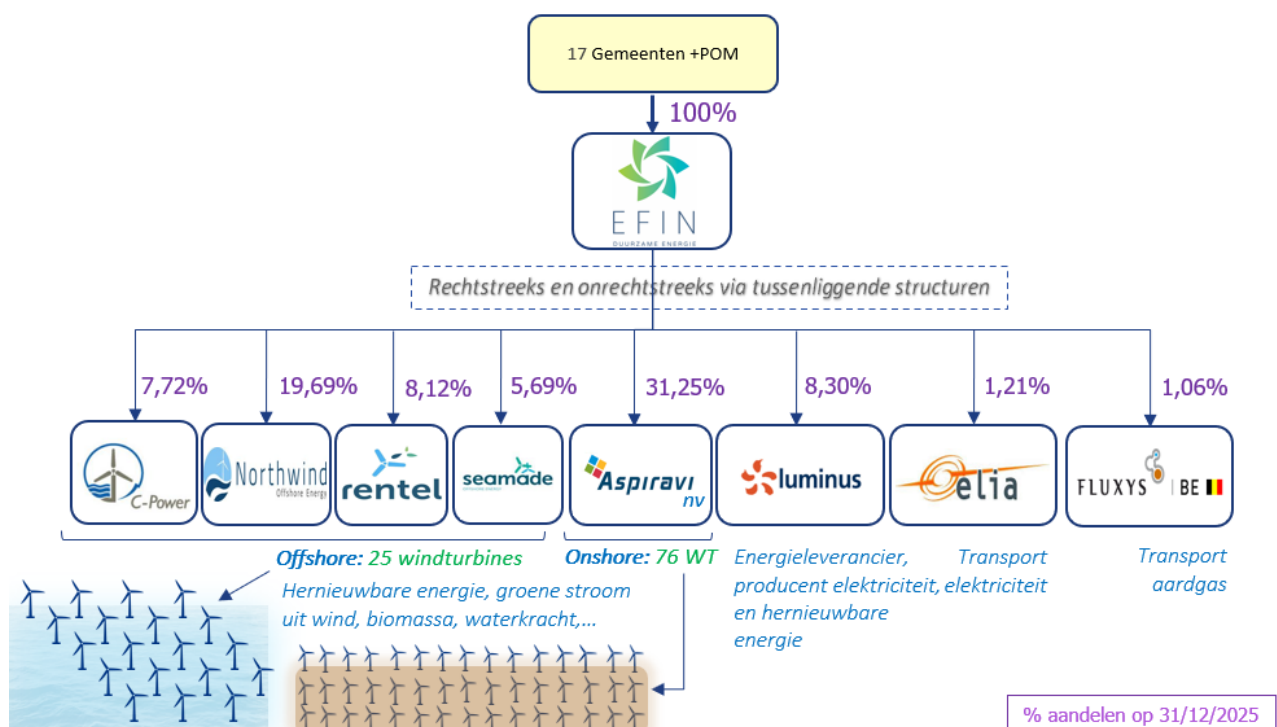 17 Gemeenten +POM
100%
EFIN
DUURZAME ENERGIE
Rechtstreeks en onrechtstreeks via tussenliggende structuren
7,72%
19,69%
8,12%
5,69%
31,25%
8,30%
1,21%
1,06%
C-Power
Northwind
Offshore Energy
rentel
seamade
Aspiravi
nv
luminus
elia
FLUXYS | BE
Offshore: 25 windturbines
Hernieuwbare energie, groene stroom
uit wind, biomassa, waterkracht,...
Onshore: 76 WT
Energieleverancier,
producent elektriciteit,
en hernieuwbare
energie
Transport
elektriciteit
Transport
aardgas
% aandelen op 31/12/2025